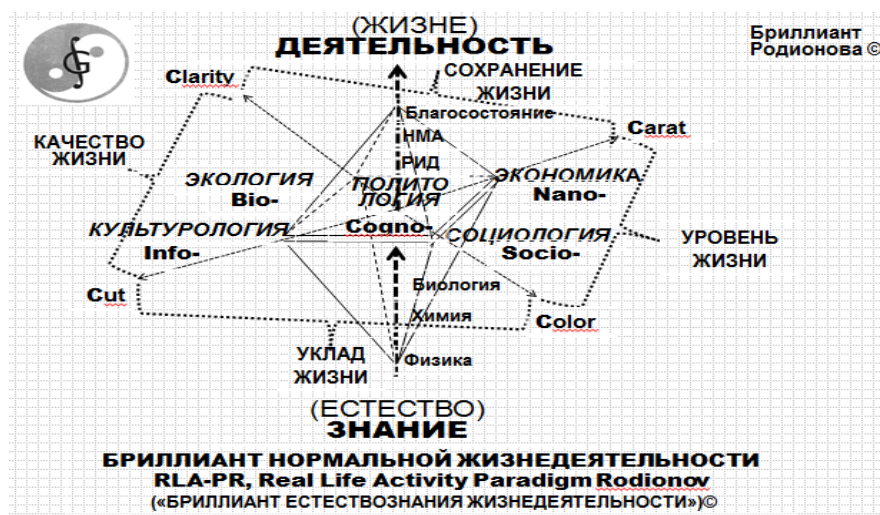 (ЖИЗНЕ)
ДЕЯТЕЛЬНОСТЬ
Бриллиант
Родионова ©
Clarity
СОХРАНЕНИЕ
ЖИЗНИ
Благосостояние
Carat
НМА
КАЧЕСТВО
ЖИЗНИ
РИД
ЭКОЛОГИЯ
Bio-
ПОЛИТО
ЛОГИЯ
ЭКОНОМИКА
Nano-
КУЛЬТУРОЛОГИЯ
Info-
Cogno-
СОЦИОЛОГИЯ
Socio-
УРОВЕНЬ
ЖИЗНИ
Cut
Биология
Химия
Color
УКЛАД
ЖИЗНИ
Физика
(ЕСТЕСТВО)
ЗНАНИЕ
БРИЛЛИАНТ НОРМАЛЬНОЙ ЖИЗНЕДЕЯТЕЛЬНОСТИ
RLA-PR, Real Life Activity Paradigm Rodionov
(«БРИЛЛИАНТ ЕСТЕСТВОЗНАНИЯ ЖИЗНЕДЕЯТЕЛЬНОСТИ»)©